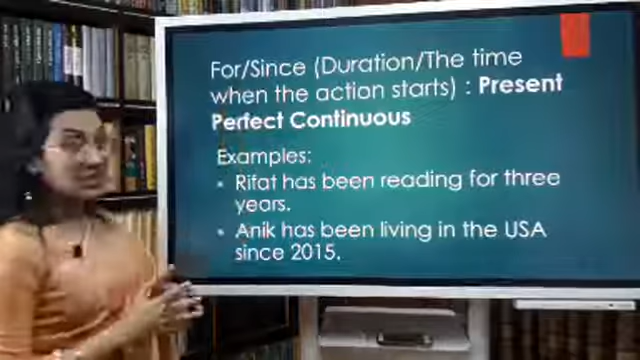 For/Since (Duration/The time
when the action starts) : Present
Perfect Continuous
Examples:
• Rifat has been reading for three
years.
• Anik has been living in the USA
since 2015.